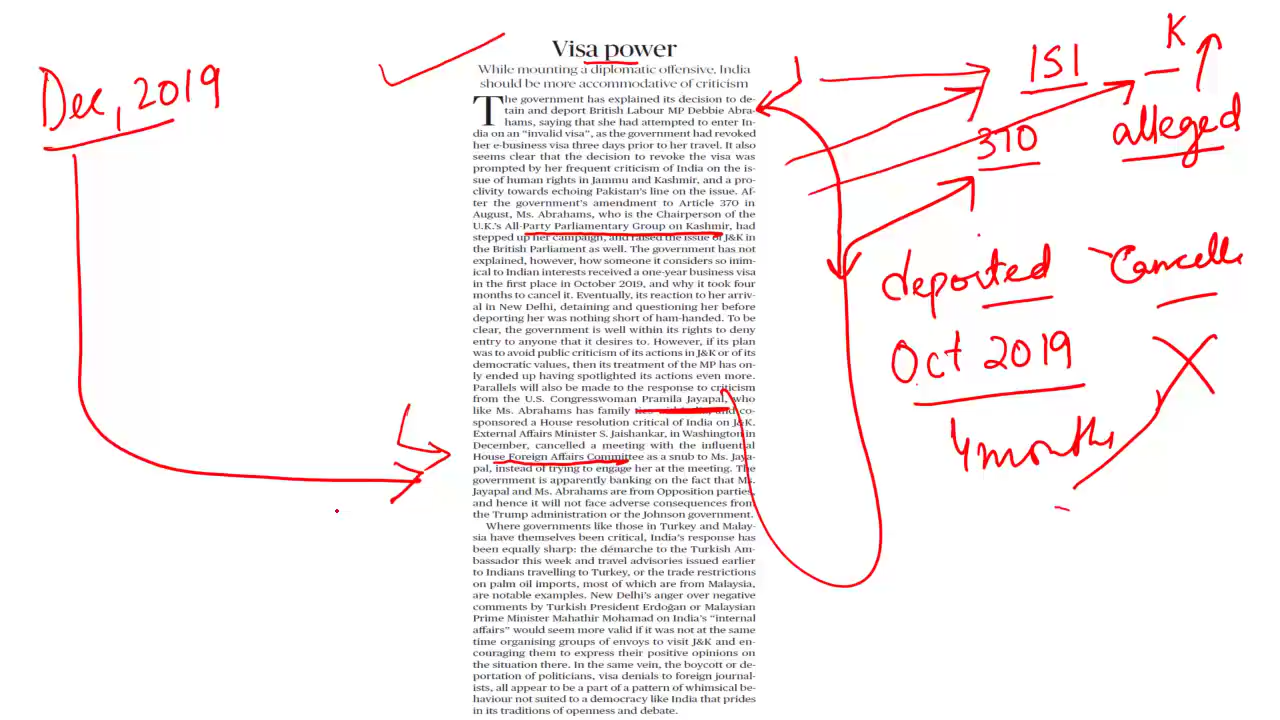 Dec, 2019
Visa power
While mounting a diplomatic offensive, India
should be more accommodative of criticism
The government has explained its decision to de-
tain and deport British Labour MP Debbie Abra-
hams, saying that she had attempted to enter In-
dia on an “invalid visa”, as the government had revoked
her e-business visa three days prior to her travel. It also
seems clear that the decision to revoke the visa was
prompted by her frequent criticism of India on the is-
sue of human rights in Jammu and Kashmir, and a pro-
clivity towards echoing Pakistan’s line on the issue. Af-
ter the government’s amendment to Article 370 in
August, Ms. Abrahams, who is the Chairperson of the
U.K.’s All-Party Parliamentary Group on Kashmir, had
stepped up her campaign, and raised the issue of J&K in
the British Parliament as well. The government has not
explained, however, how someone it considers so inim-
ical to Indian interests received a one-year business visa
in the first place in October 2019, and why it took four
months to cancel it. Eventually, its reaction to her arriv-
al in New Delhi, detaining and questioning her before
deporting her was nothing short of ham-handed. To be
clear, the government is well within its rights to deny
entry to anyone that it desires to. However, if its plan
was to avoid public criticism of its actions in J&K or of its
democratic values, then its treatment of the MP has on-
ly ended up having spotlighted its actions even more.
Parallels will also be made to the response to criticism
from the U.S. Congresswoman Pramila Jayapal, who
like Ms. Abrahams has family ties with India, and co-
sponsored a House resolution critical of India on J&K.
External Affairs Minister S. Jaishankar, in Washington in
December, cancelled a meeting with the influential
House Foreign Affairs Committee as a snub to Ms. Jaya-
pal, instead of trying to engage her at the meeting. The
government is apparently banking on the fact that Ms.
Jayapal and Ms. Abrahams are from Opposition parties,
and hence it will not face adverse consequences from
the Trump administration or the Johnson government.
Where governments like those in Turkey and Malay-
sia have themselves been critical, India’s response has
been equally sharp: the démarche to the Turkish Am-
bassador this week and travel advisories issued earlier
to Indians travelling to Turkey, or the trade restrictions
on palm oil imports, most of which are from Malaysia,
are notable examples. New Delhi’s anger over negative
comments by Turkish President Erdoğan or Malaysian
Prime Minister Mahathir Mohamad on India’s “internal
affairs” would seem more valid if it was not at the same
time organising groups of envoys to visit J&K and en-
couraging them to express their positive opinions on
the situation there. In the same vein, the boycott or de-
portation of politicians, visa denials to foreign journal-
ists, all appear to be a part of a pattern of whimsical be-
haviour not suited to a democracy like India that prides
in its traditions of openness and debate.
ISI K
370 alleged
deported
Oct 2019
4 months